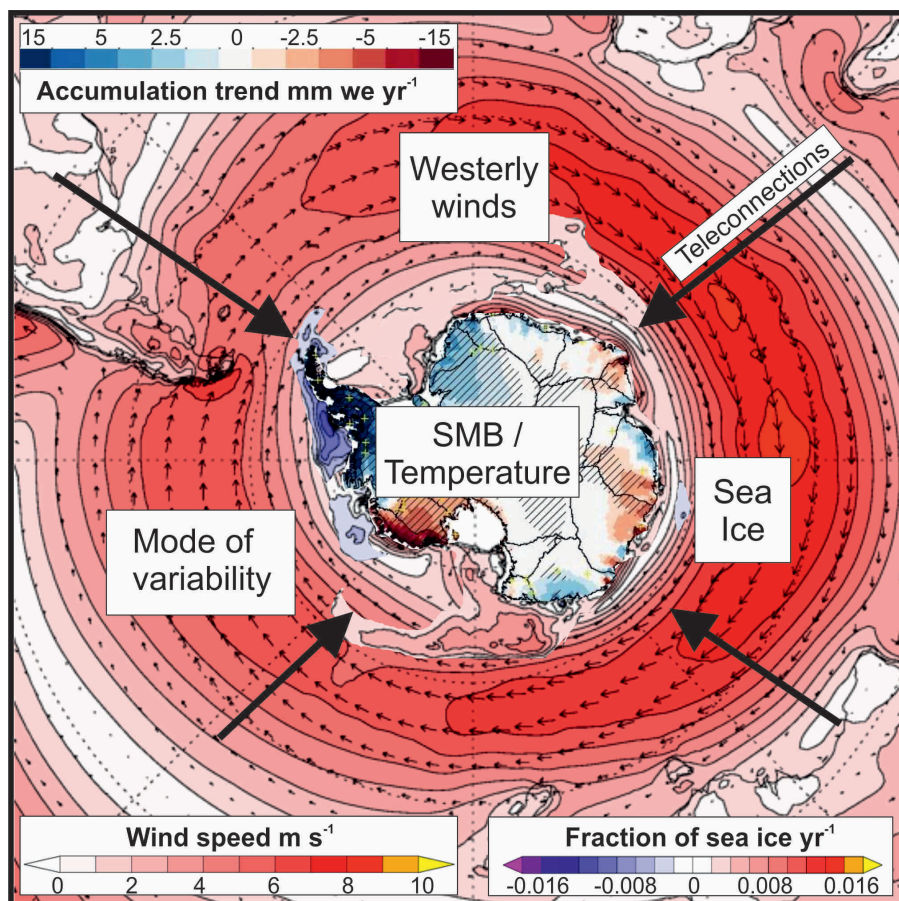 15 5 2.5 0 -2.5 -5 -15
Accumulation trend mm we yr⁻¹
Westerly
winds
Teleconnections
SMB /
Temperature
Sea
Ice
Mode of
variability
Wind speed m s⁻¹
0 2 4 6 8 10
Fraction of sea ice yr⁻¹
-0.016 -0.008 0 0.008 0.016